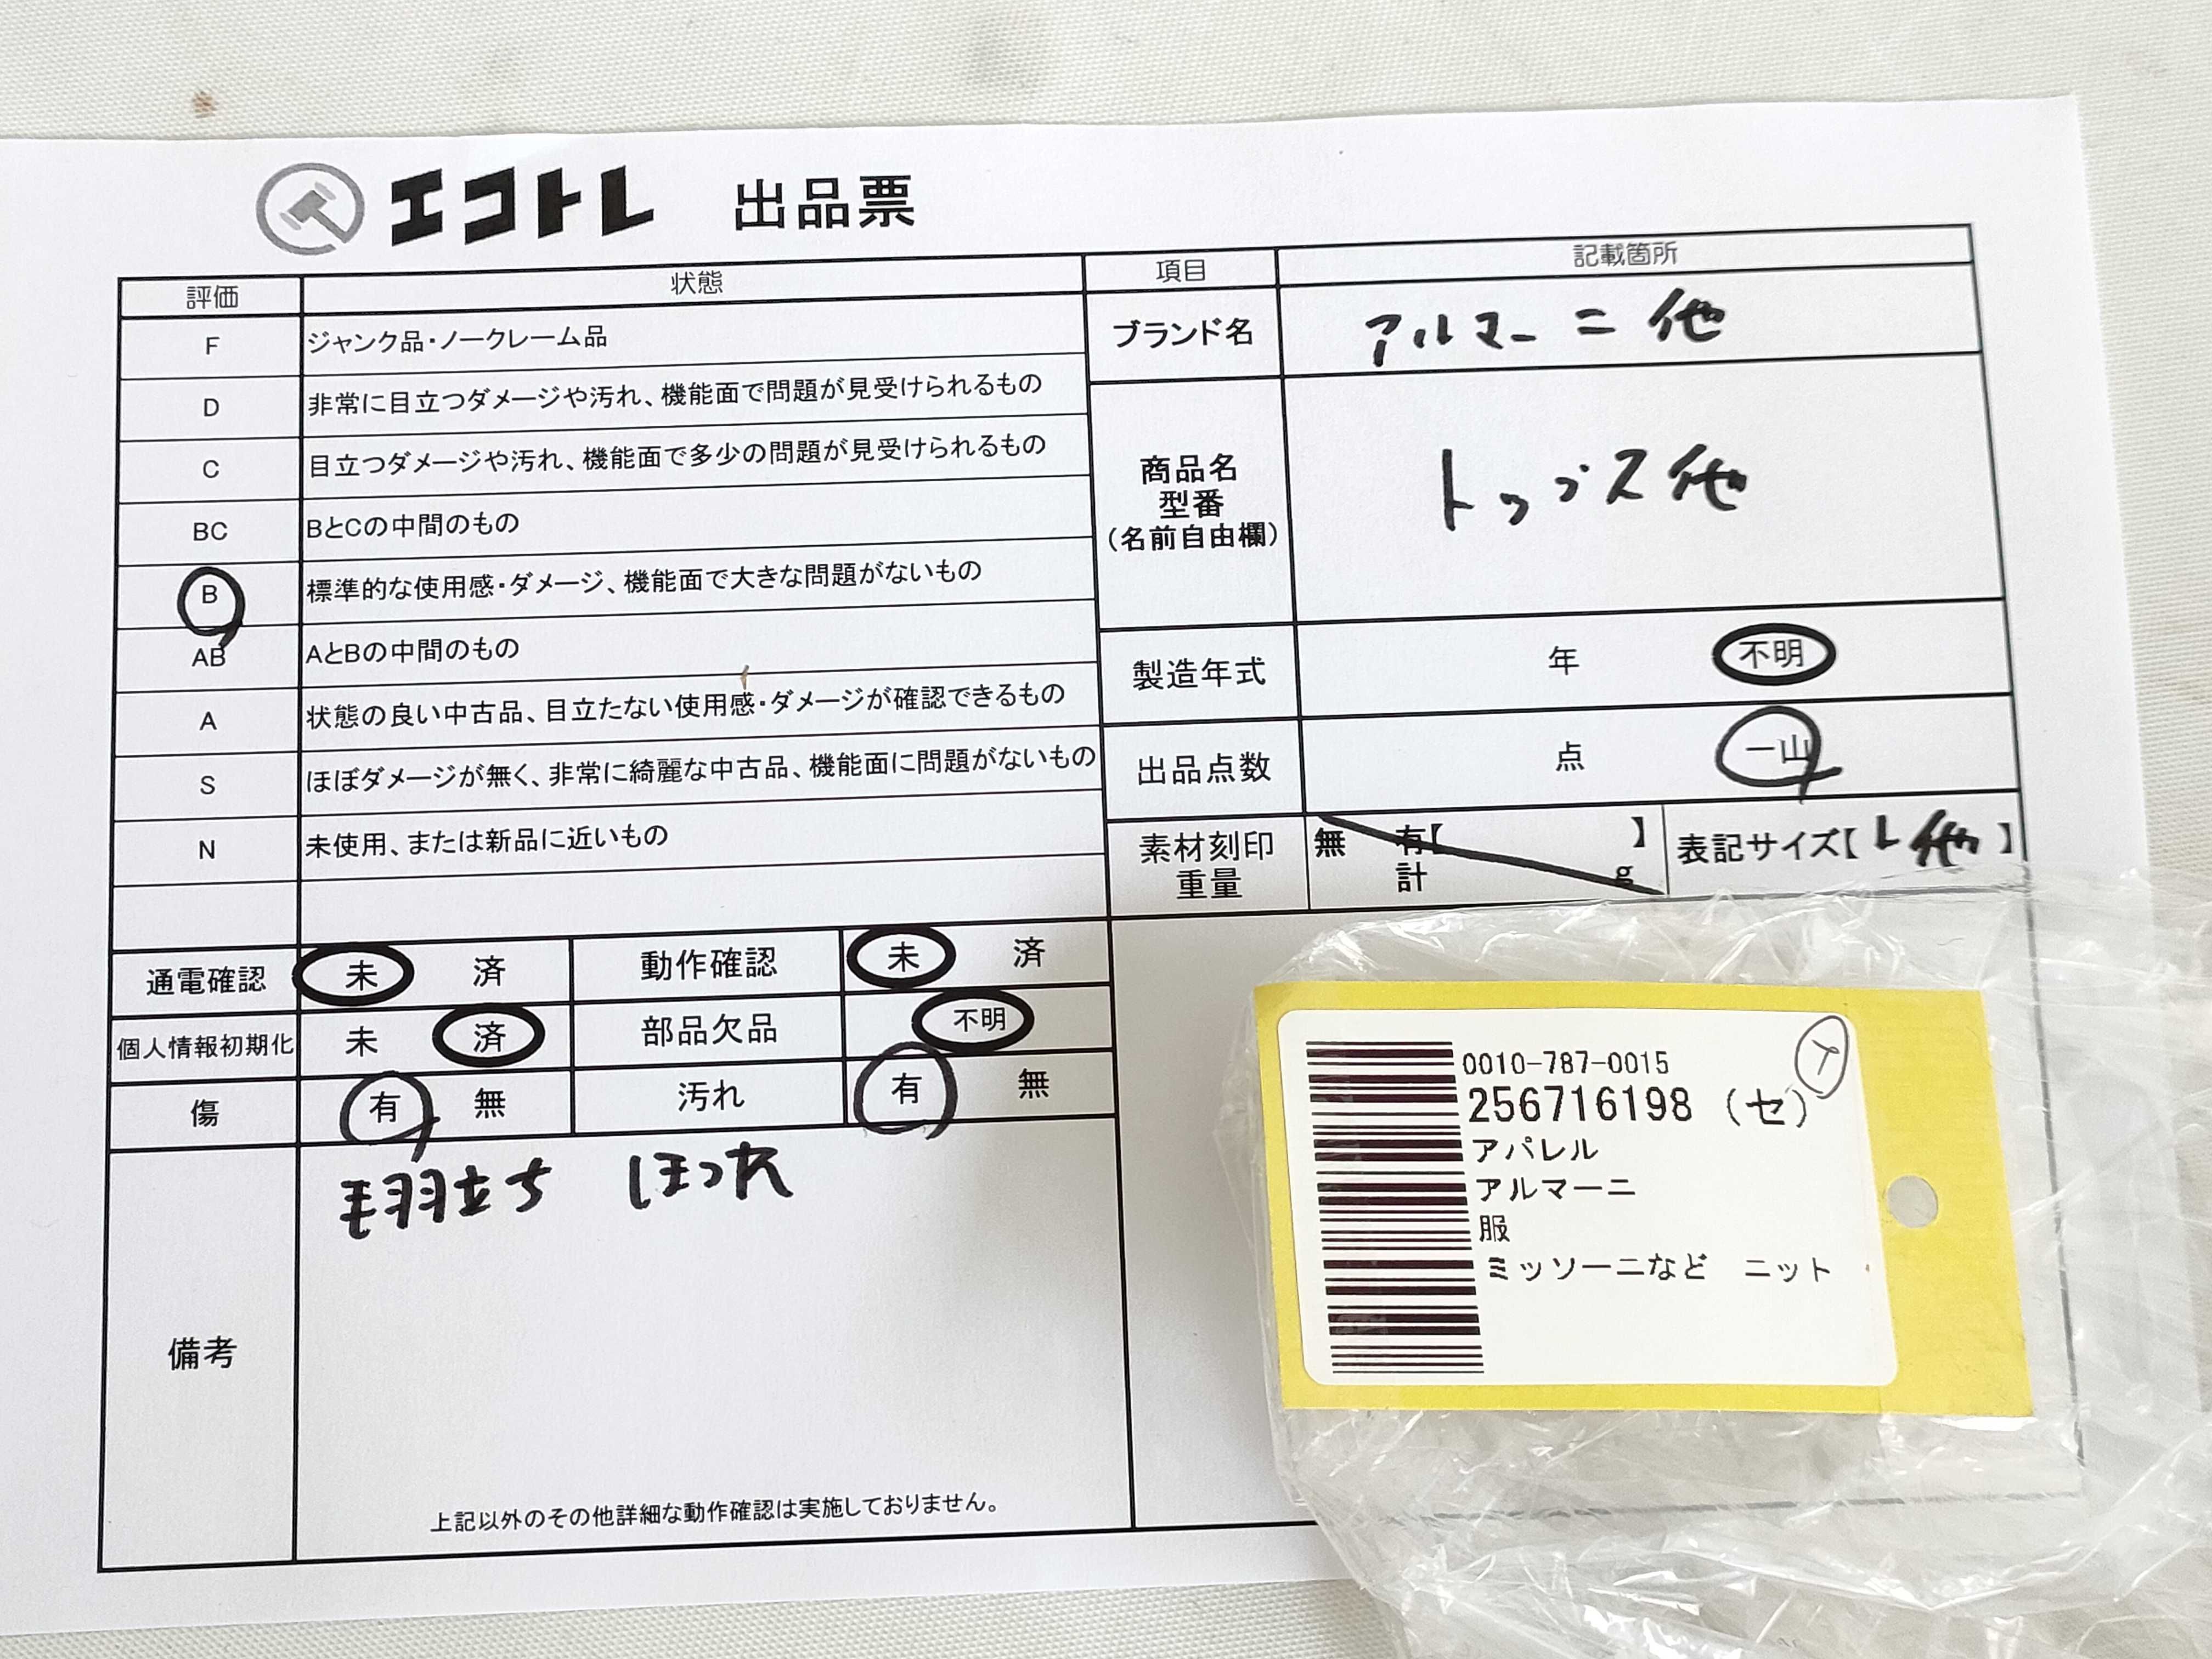 エコトレ 出品票
評価 状態
F ジャンク品・ノークレーム品
D 非常に目立つダメージや汚れ、機能面で問題が見受けられるもの
C 目立つダメージや汚れ、機能面で多少の問題が見受けられるもの
BC BとCの中間のもの
B 標準的な使用感・ダメージ、機能面で大きな問題がないもの
AB AとBの中間のもの
A 状態の良い中古品、目立たない使用感・ダメージが確認できるもの
S ほぼダメージが無く、非常に綺麗な中古品、機能面に問題がないもの
N 未使用、または新品に近いもの
項目 記載箇所
ブランド名 アルマーニ 他
商品名
型番
(名前自由欄)
トップス他
製造年式 年 不明
出品点数 点 一山
素材刻印
重量
無 有【 】
計 g
表記サイズ【 L 他 】
通電確認 未 済 動作確認 未 済
個人情報初期化 未 済 部品欠品 不明
傷 有 無 汚れ 有 無
備考
毛羽立ち ほつれ
上記以外のその他詳細な動作確認は実施しておりません。
0010-787-0015
256716198 (セ)
アパレル
アルマーニ
服
ミッソーニなど ニット